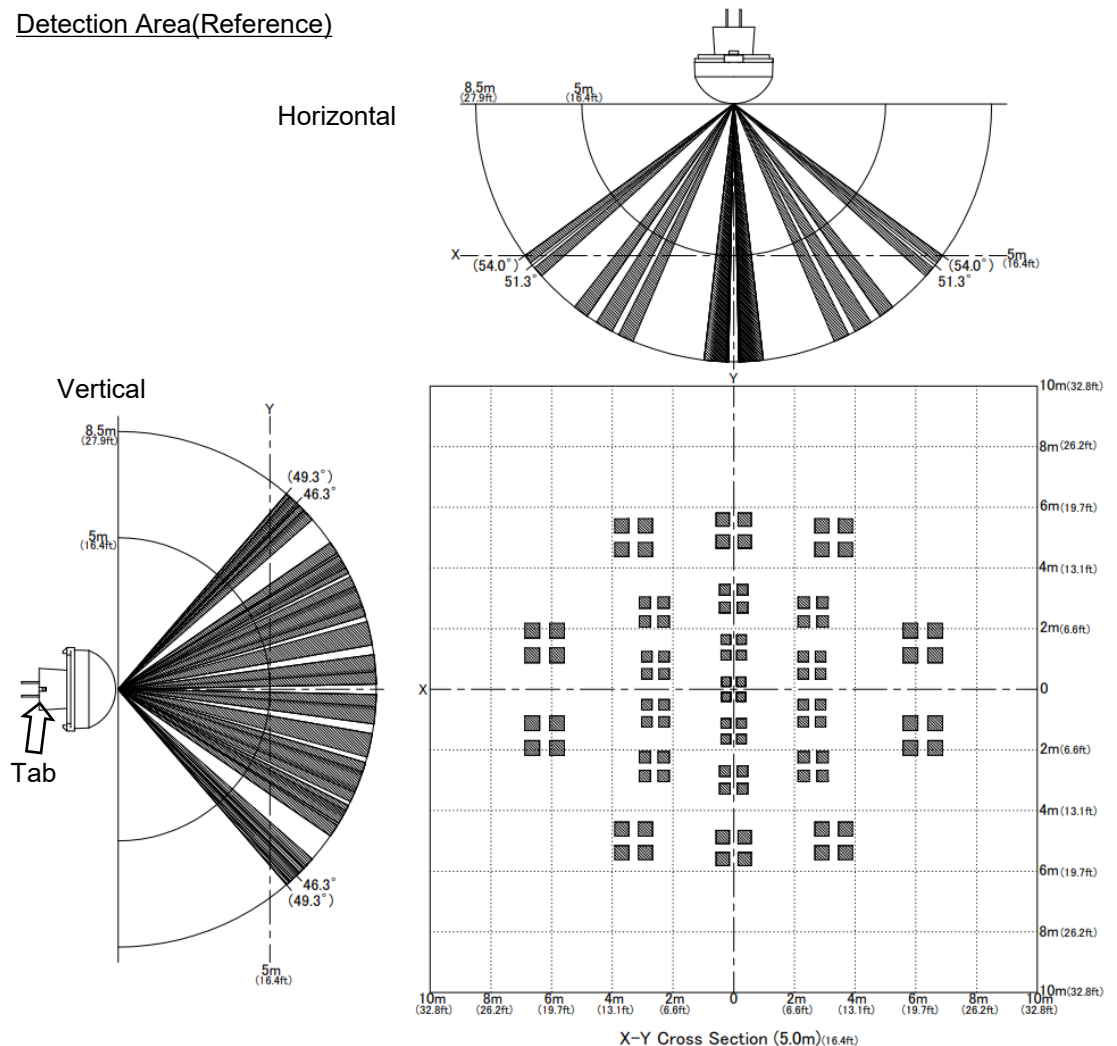 Detection Area(Reference)
Horizontal
8.5m
(27.9ft)
5m
(16.4ft)
X
(54.0°)
51.3°
(54.0°)
51.3°
5m
(16.4ft)
Y
Vertical
Y
8.5m
(27.9ft)
(49.3°)
46.3°
5m
(16.4ft)
Tab
46.3°
(49.3°)
5m
(16.4ft)
10m(32.8ft)
8m(26.2ft)
6m(19.7ft)
4m(13.1ft)
2m(6.6ft)
X
0
2m(6.6ft)
4m(13.1ft)
6m(19.7ft)
8m(26.2ft)
10m(32.8ft)
10m 8m 6m 4m 2m 0 2m 4m 6m 8m 10m
(32.8ft) (26.2ft) (19.7ft) (13.1ft) (6.6ft) (6.6ft) (13.1ft) (19.7ft) (26.2ft) (32.8ft)
X-Y Cross Section (5.0m)(16.4ft)